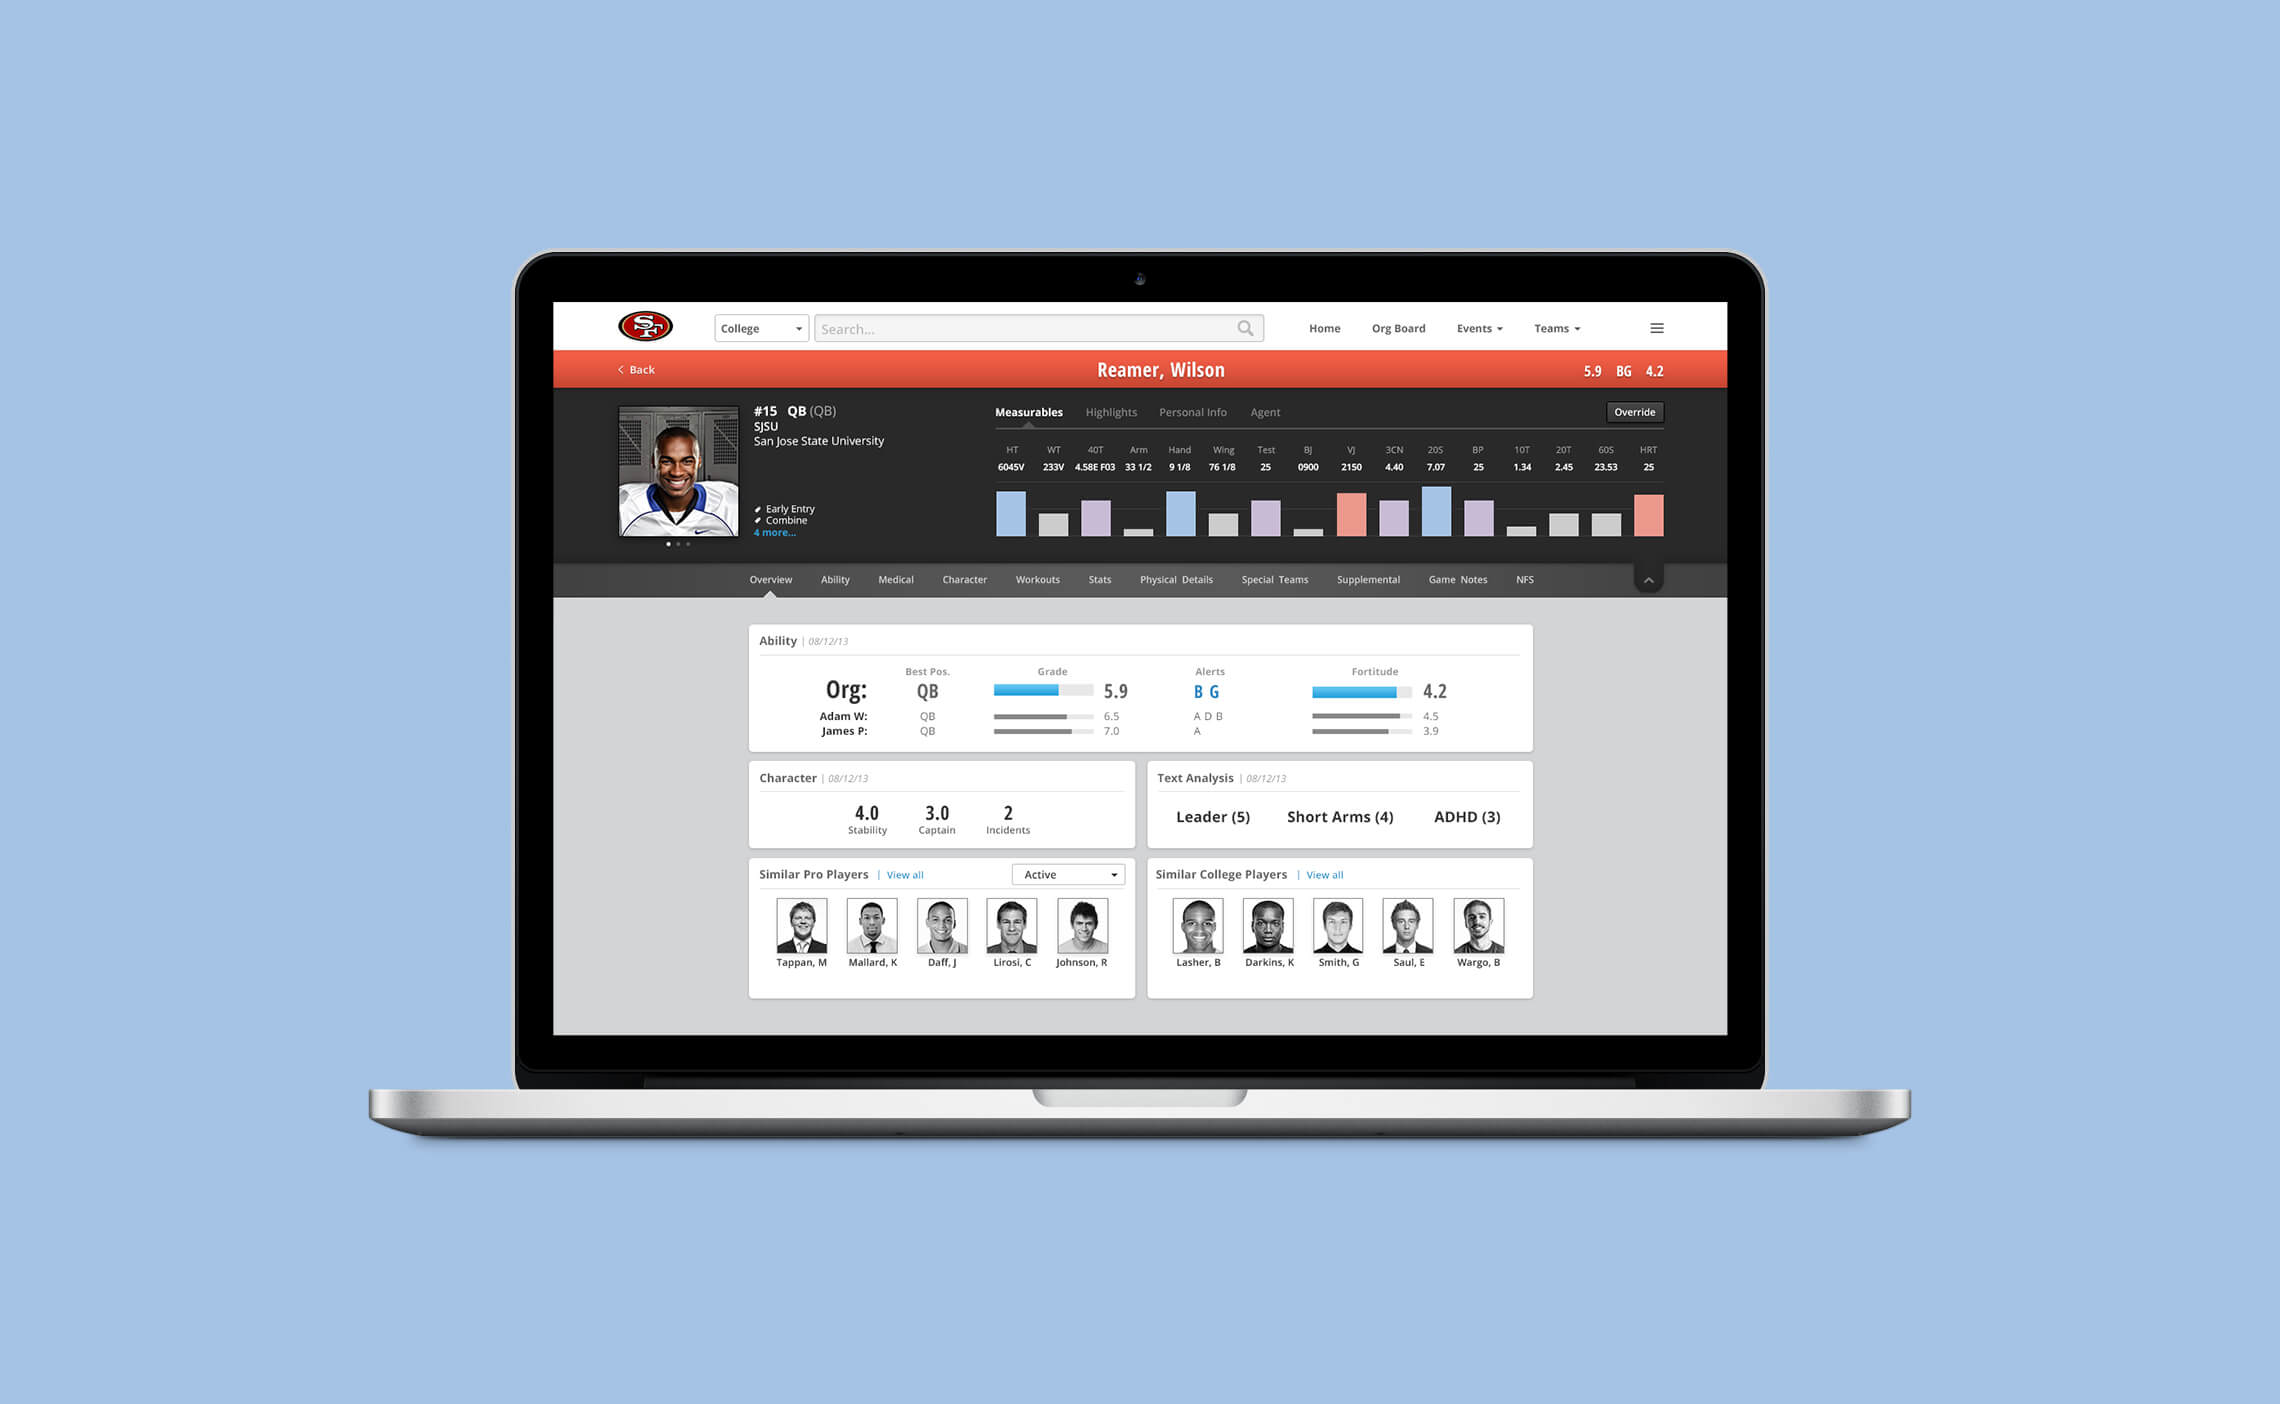 SF
College Search... Home Org Board Events Teams
Back Reamer, Wilson 5.9 BG 4.2
#15 QB (QB)
SJSU
San Jose State University
Early Entry
Combine
4 more...
Measurables Highlights Personal Info Agent Override
HT WT 40T Arm Hand Wing Test BJ VJ 3CN 20S BP 10T 20T 60S HRT
6045V 233V 4.58E F03 33 1/2 9 1/8 76 1/8 25 0900 2150 4.40 7.07 25 1.34 2.45 23.53 25
Overview Ability Medical Character Workouts Stats Physical Details Special Teams Supplemental Game Notes NFS
Ability | 08/12/13
Best Pos. Grade Alerts Fortitude
Org: QB 5.9 B G 4.2
Adam W: QB 6.5 A D B 4.5
James P: QB 7.0 A 3.9
Character | 08/12/13
4.0 3.0 2
Stability Captain Incidents
Text Analysis | 08/12/13
Leader (5) Short Arms (4) ADHD (3)
Similar Pro Players | View all Active
Tappan, M Mallard, K Daff, J Lirosi, C Johnson, R
Similar College Players | View all
Lasher, B Darkins, K Smith, G Saul, E Wargo, B